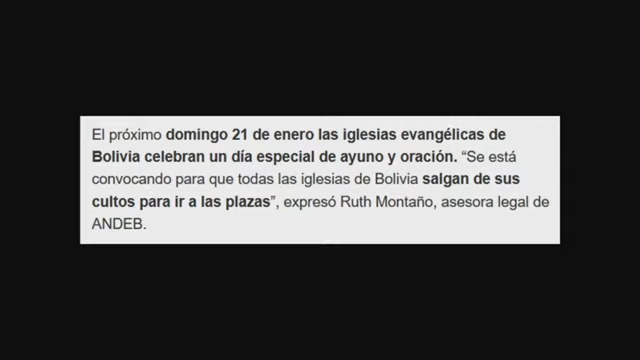 El próximo domingo 21 de enero las iglesias evangélicas de
Bolivia celebran un día especial de ayuno y oración. “Se está
convocando para que todas las iglesias de Bolivia salgan de sus
cultos para ir a las plazas”, expresó Ruth Montaño, asesora legal de
ANDEB.